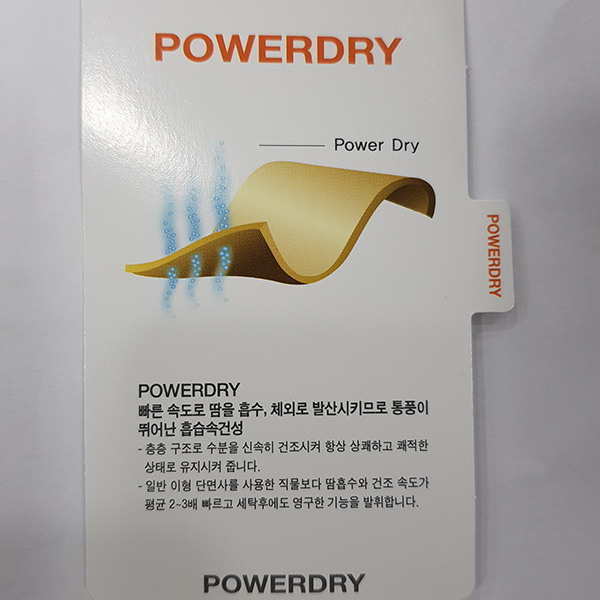 POWERDRY
Power Dry
POWERDRY
POWERDRY
빠른 속도로 땀을 흡수, 체외로 발산시키므로 통풍이
뛰어난 흡습속건성
- 층층 구조로 수분을 신속히 건조시켜 항상 상쾌하고 쾌적한
상태로 유지시켜 줍니다.
- 일반 이형 단면사를 사용한 직물보다 땀흡수와 건조 속도가
평균 2~3배 빠르고 세탁후에도 영구한 기능을 발휘합니다.
POWERDRY